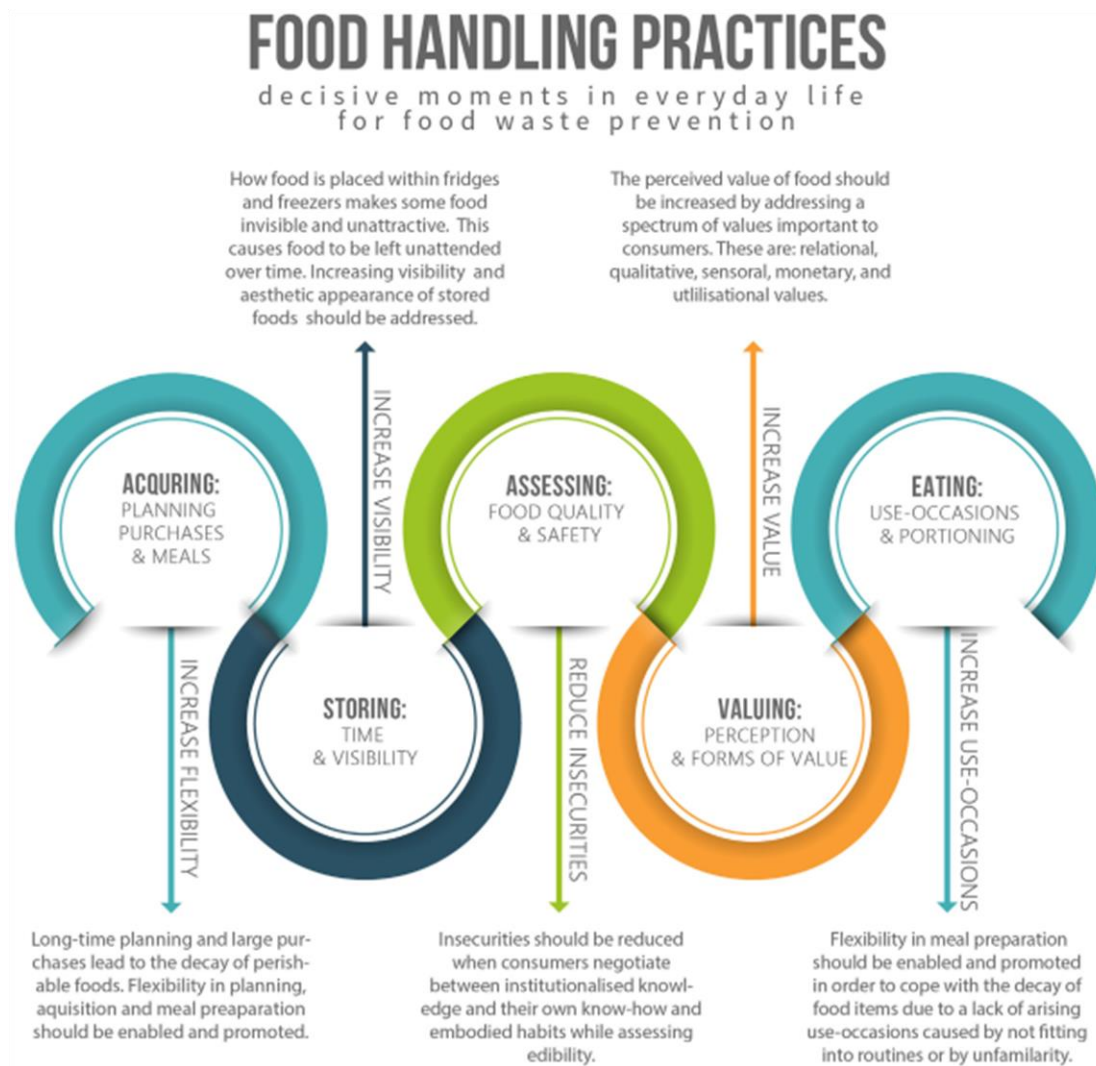 FOOD HANDLING PRACTICES
decisive moments in everyday life
for food waste prevention
How food is placed within fridges
and freezers makes some food
invisible and unattractive. This
causes food to be left unattended
over time. Increasing visibility and
aesthetic appearance of stored
foods should be addressed.
The perceived value of food should
be increased by addressing a
spectrum of values important to
consumers. These are: relational,
qualitative, sensoral, monetary, and
utlilisational values.
ACQURING:
PLANNING
PURCHASES
& MEALS
INCREASE VISIBILITY
ASSESSING:
FOOD QUALITY
& SAFETY
INCREASE VALUE
EATING:
USE-OCCASIONS
& PORTIONING
INCREASE FLEXIBILITY
STORING:
TIME
& VISIBILITY
REDUCE INSECURITIES
VALUING:
PERCEPTION
& FORMS OF VALUE
INCREASE USE-OCCASIONS
Long-time planning and large pur-
chases lead to the decay of perish-
able foods. Flexibility in planning,
aquisition and meal preaparation
should be enabled and promoted.
Insecurities should be reduced
when consumers negotiate
between institutionalised knowl-
edge and their own know-how and
embodied habits while assessing
edibility.
Flexibility in meal preparation
should be enabled and promoted
in order to cope with the decay of
food items due to a lack of arising
use-occasions caused by not fitting
into routines or by unfamilarity.